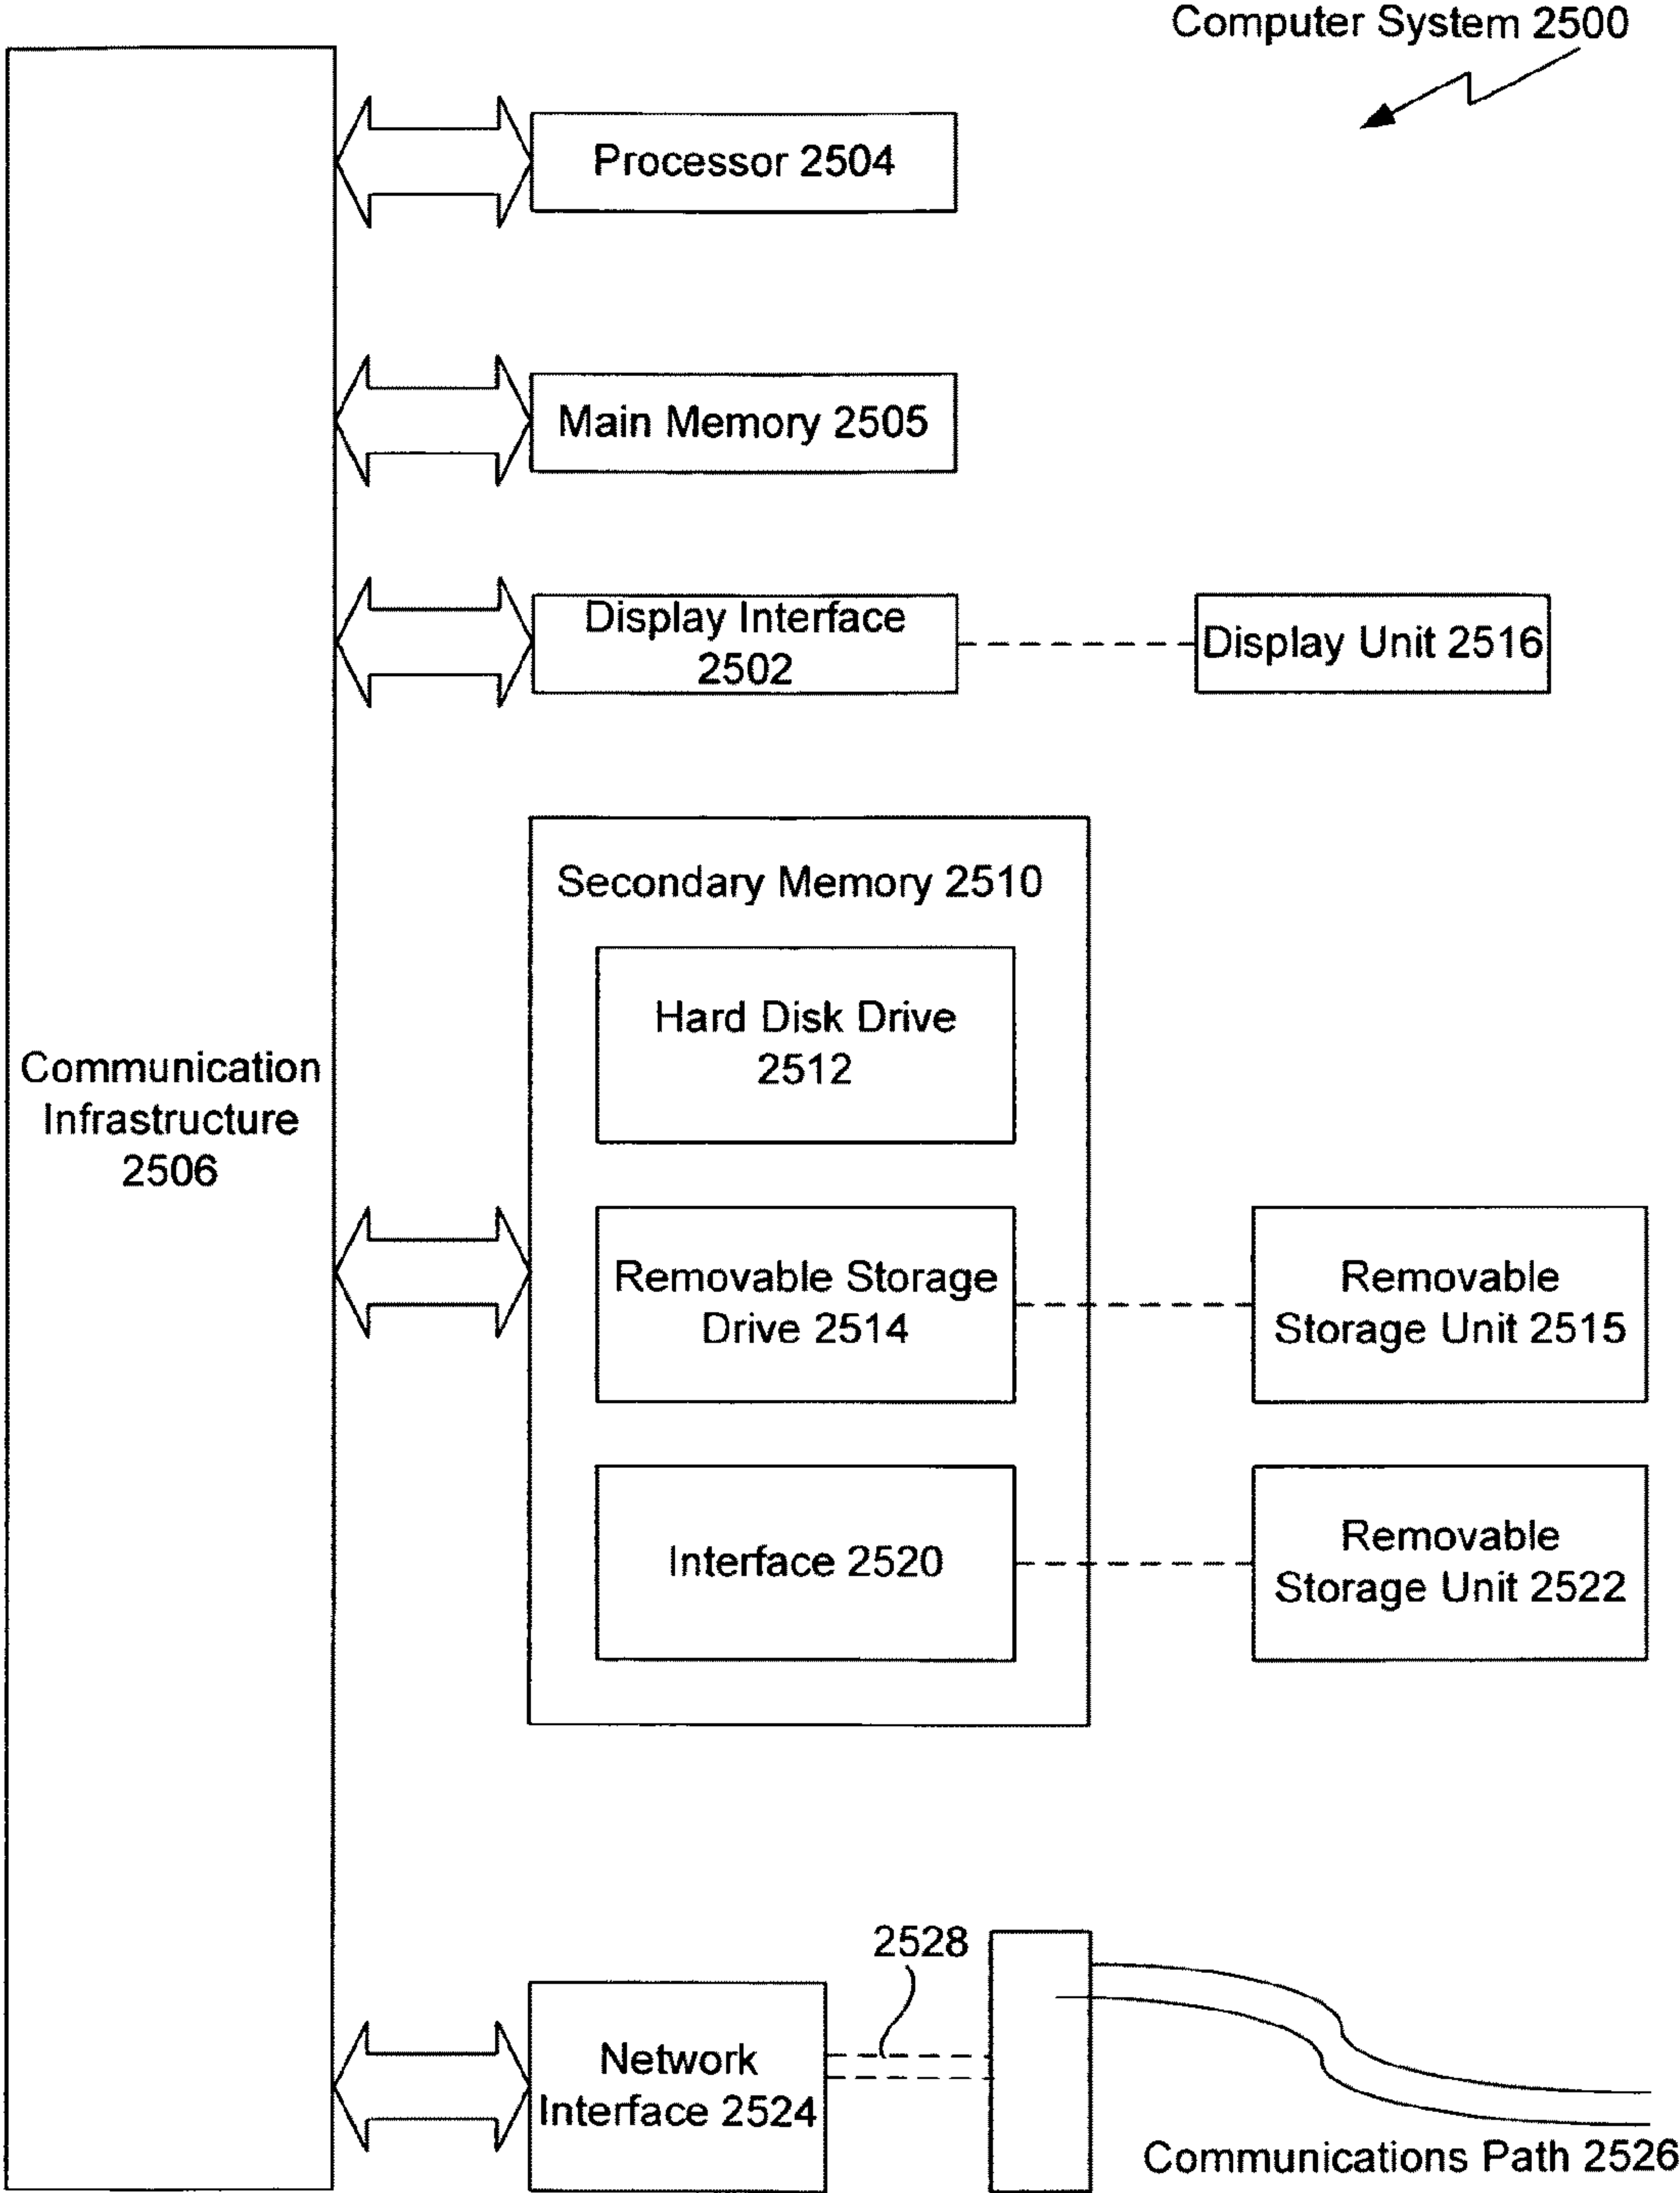 Computer System 2500
Processor 2504
Main Memory 2505
Display Interface
2502
Display Unit 2516
Secondary Memory 2510
Hard Disk Drive
2512
Communication
Infrastructure
2506
Removable Storage
Drive 2514
Removable
Storage Unit 2515
Interface 2520
Removable
Storage Unit 2522
2528
Network
Interface 2524
Communications Path 2526